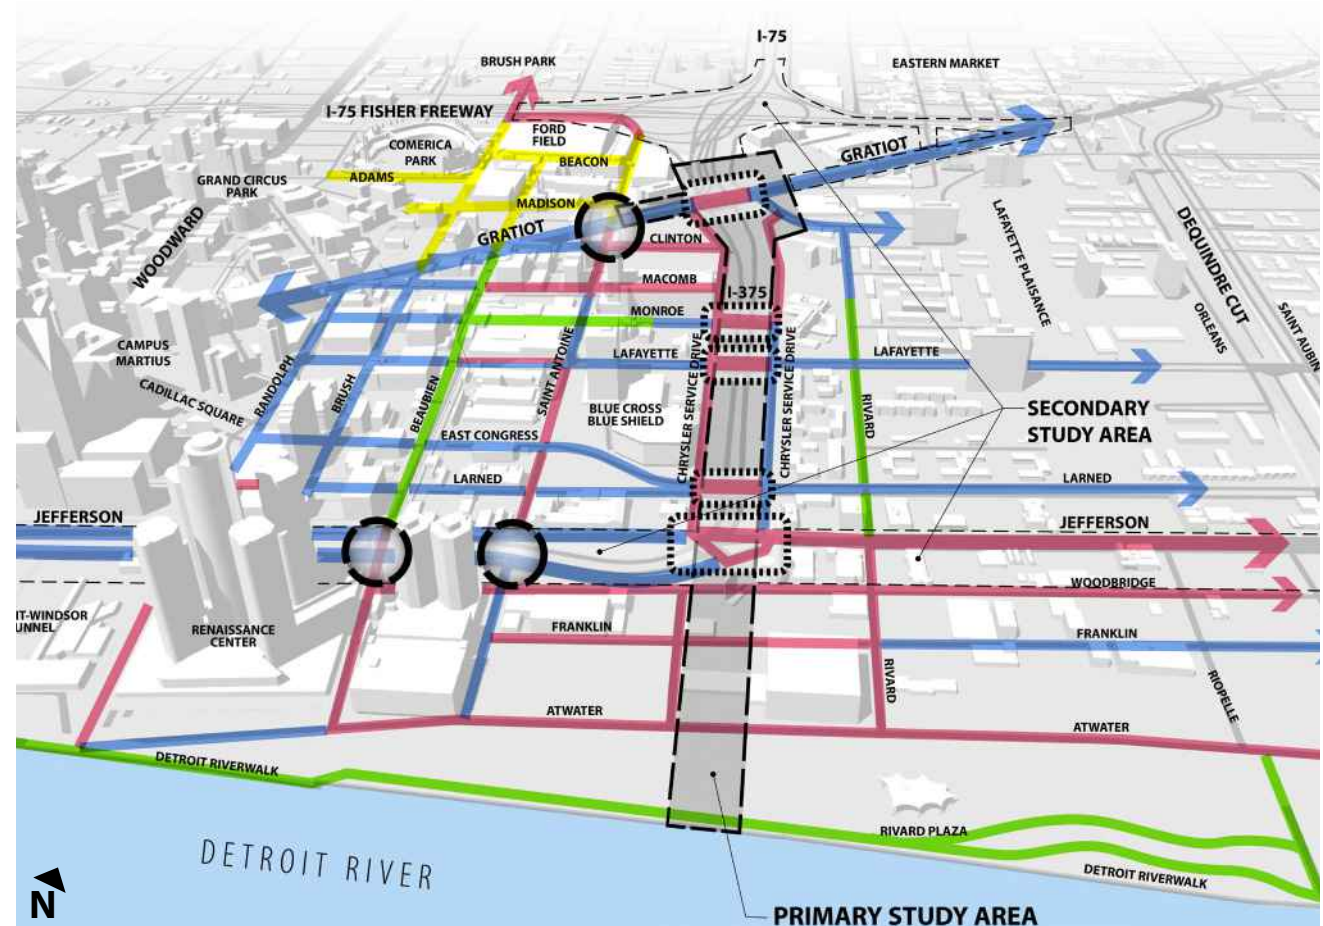 I-75
BRUSH PARK
EASTERN MARKET
I-75 FISHER FREEWAY
FORD
FIELD
COMERICA
PARK
BEACON
GRATIOT
ADAMS
GRAND CIRCUS
PARK
MADISON
WOODWARD
GRATIOT
CLINTON
LAFAYETTE PLAISANCE
DEQUINDRE CUT
MACOMB
I-375
MONROE
ORLEANS
SAINT AUBIN
CAMPUS
MARTIUS
LAFAYETTE
LAFAYETTE
CADILLAC SQUARE
RANDOLPH
BRUSH
BEAUBIEN
SAINT ANTOINE
BLUE CROSS
BLUE SHIELD
CHRYSLER SERVICE DRIVE
CHRYSLER SERVICE DRIVE
RIVARD
SECONDARY
STUDY AREA
EAST CONGRESS
LARNED
LARNED
JEFFERSON
JEFFERSON
WOODBRIDGE
IT-WINDSOR
UNNEL
RENAISSANCE
CENTER
FRANKLIN
FRANKLIN
RIVARD
RIOPELLE
ATWATER
ATWATER
DETROIT RIVERWALK
RIVARD PLAZA
DETROIT RIVERWALK
DETROIT RIVER
N
PRIMARY STUDY AREA